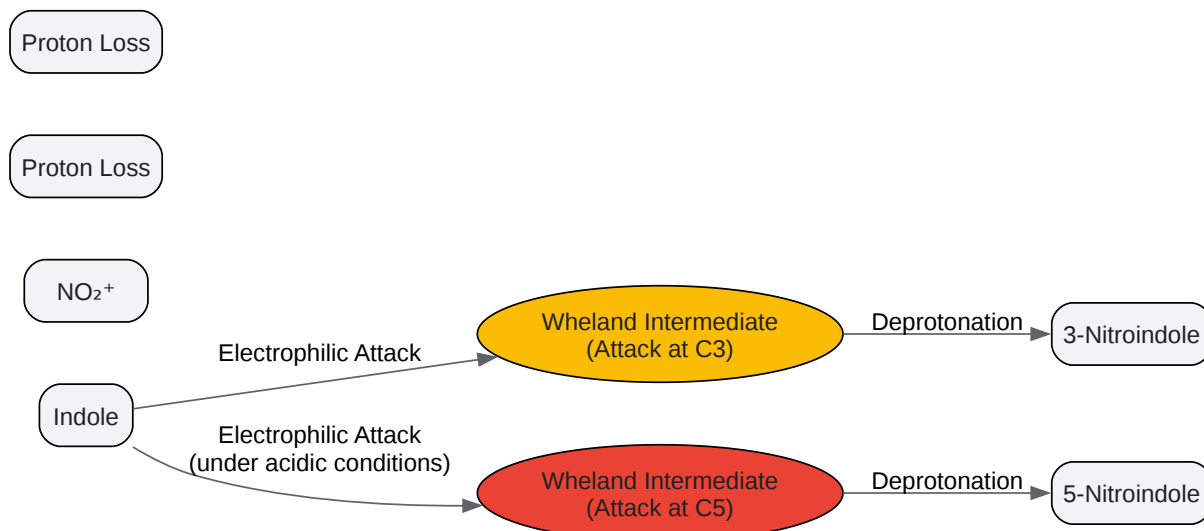 Proton Loss
Proton Loss
NO₂⁺
Indole
Electrophilic Attack
Electrophilic Attack
(under acidic conditions)
Wheland Intermediate
(Attack at C3)
Deprotonation
3-Nitroindole
Wheland Intermediate
(Attack at C5)
Deprotonation
5-Nitroindole